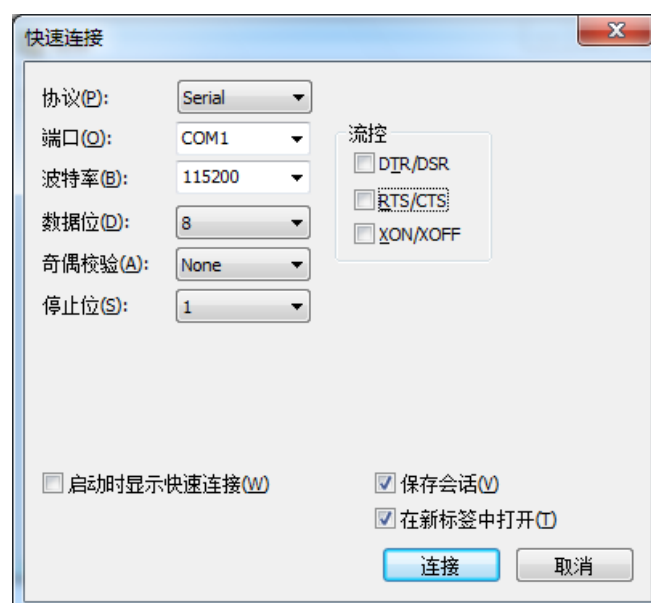 快速连接
协议(P): Serial
端口(O): COM1
波特率(B): 115200
数据位(D): 8
奇偶校验(A): None
停止位(S): 1
流控
DTR/DSR
RTS/CTS
XON/XOFF
启动时显示快速连接(W)
保存会话(V)
在新标签中打开(T)
连接 取消